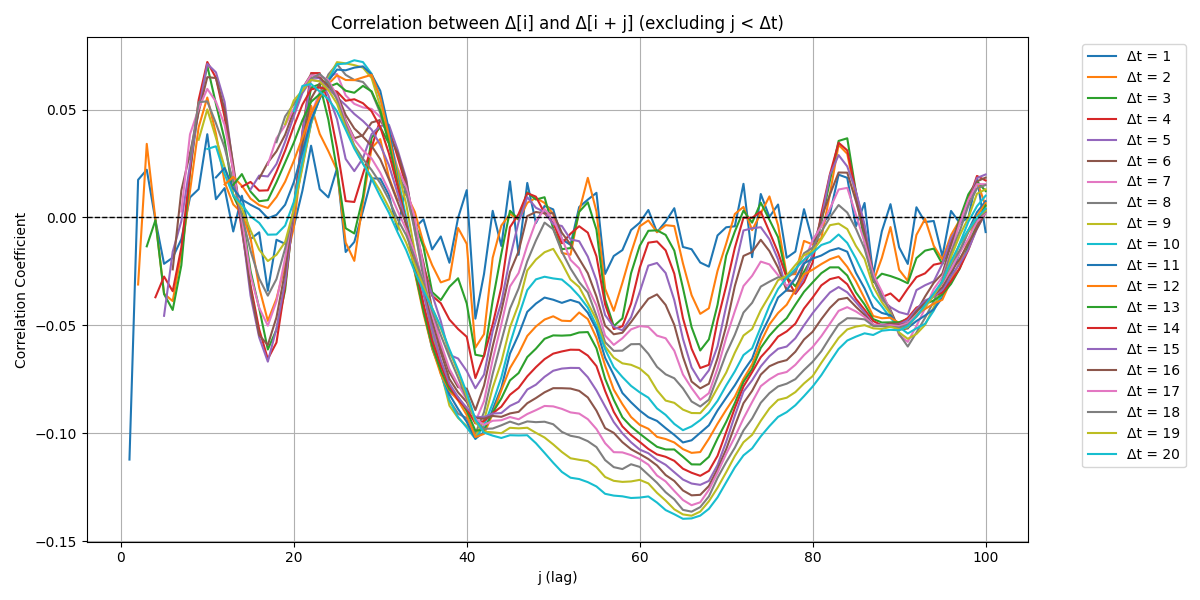 Correlation between Δ[i] and Δ[i + j] (excluding j < Δt)
Correlation Coefficient
0.05
0.00
−0.05
−0.10
−0.15
0
20
40
60
80
100
j (lag)
Δt = 1
Δt = 2
Δt = 3
Δt = 4
Δt = 5
Δt = 6
Δt = 7
Δt = 8
Δt = 9
Δt = 10
Δt = 11
Δt = 12
Δt = 13
Δt = 14
Δt = 15
Δt = 16
Δt = 17
Δt = 18
Δt = 19
Δt = 20